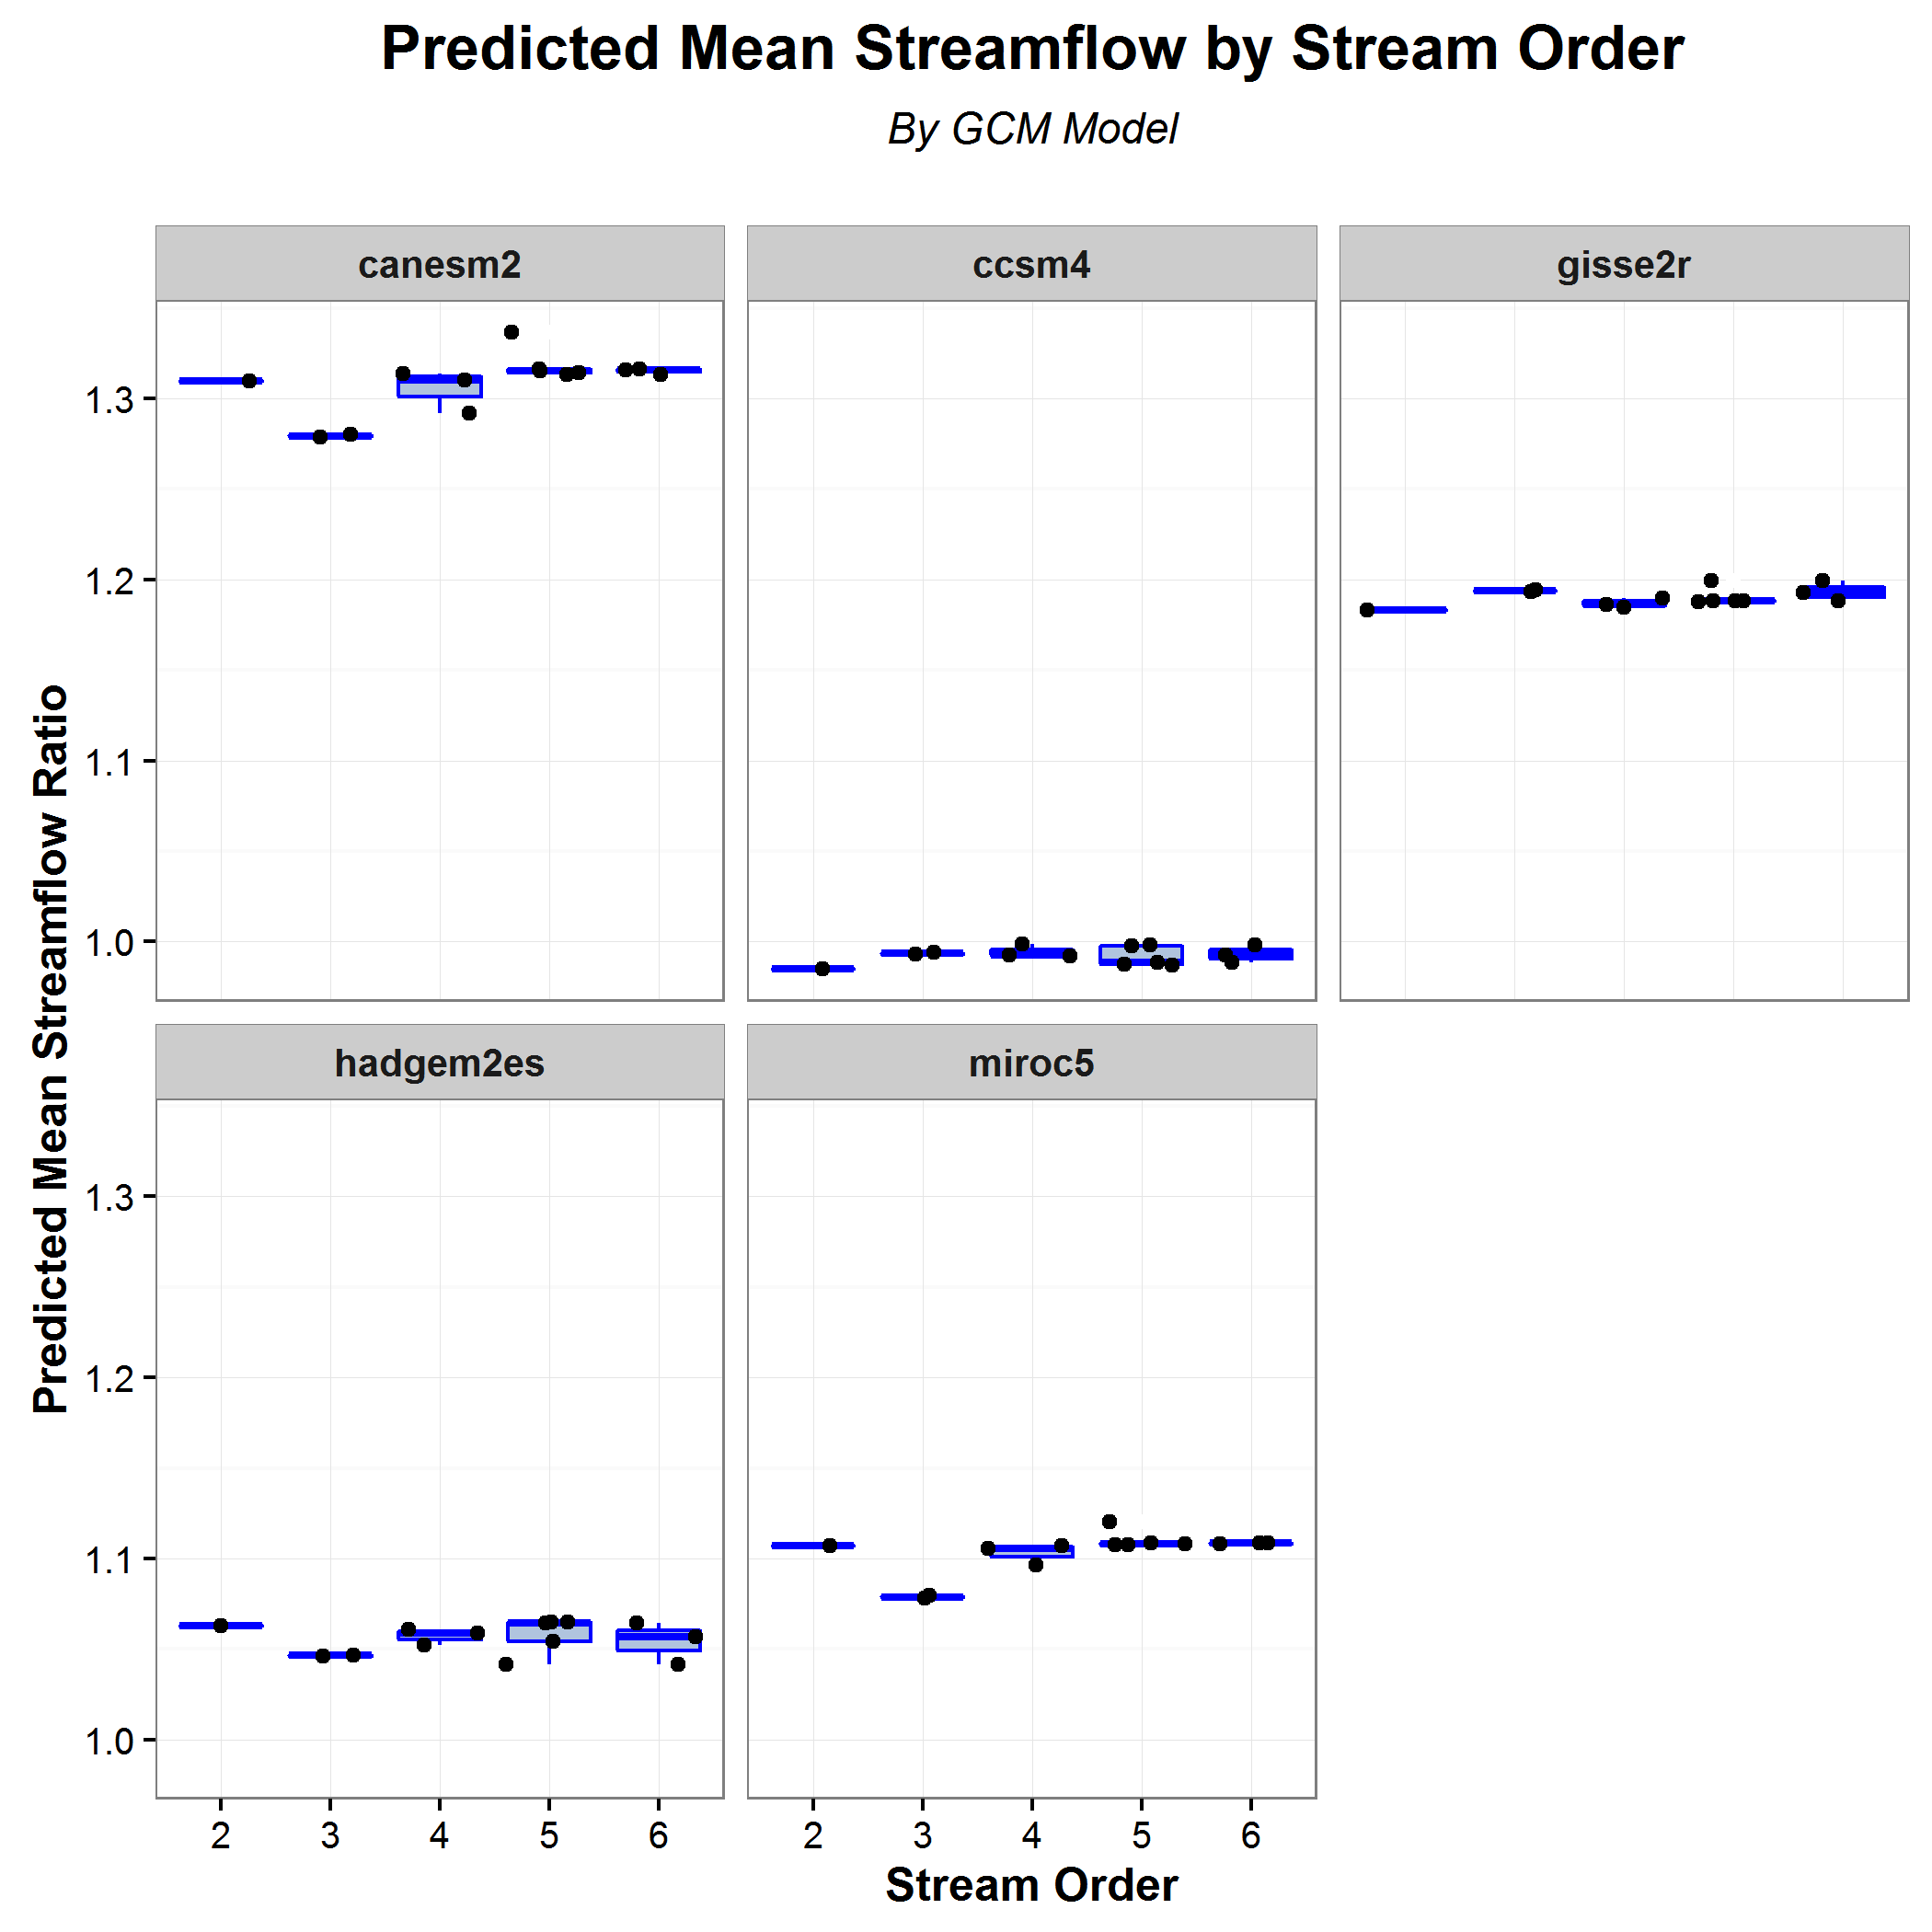 Predicted Mean Streamflow by Stream Order
By GCM Model
canesm2
ccsm4
gisse2r
1.3
1.2
1.1
1.0
hadgem2es
miroc5
1.3
1.2
1.1
1.0
Predicted Mean Streamflow Ratio
2 3 4 5 6
2 3 4 5 6
Stream Order